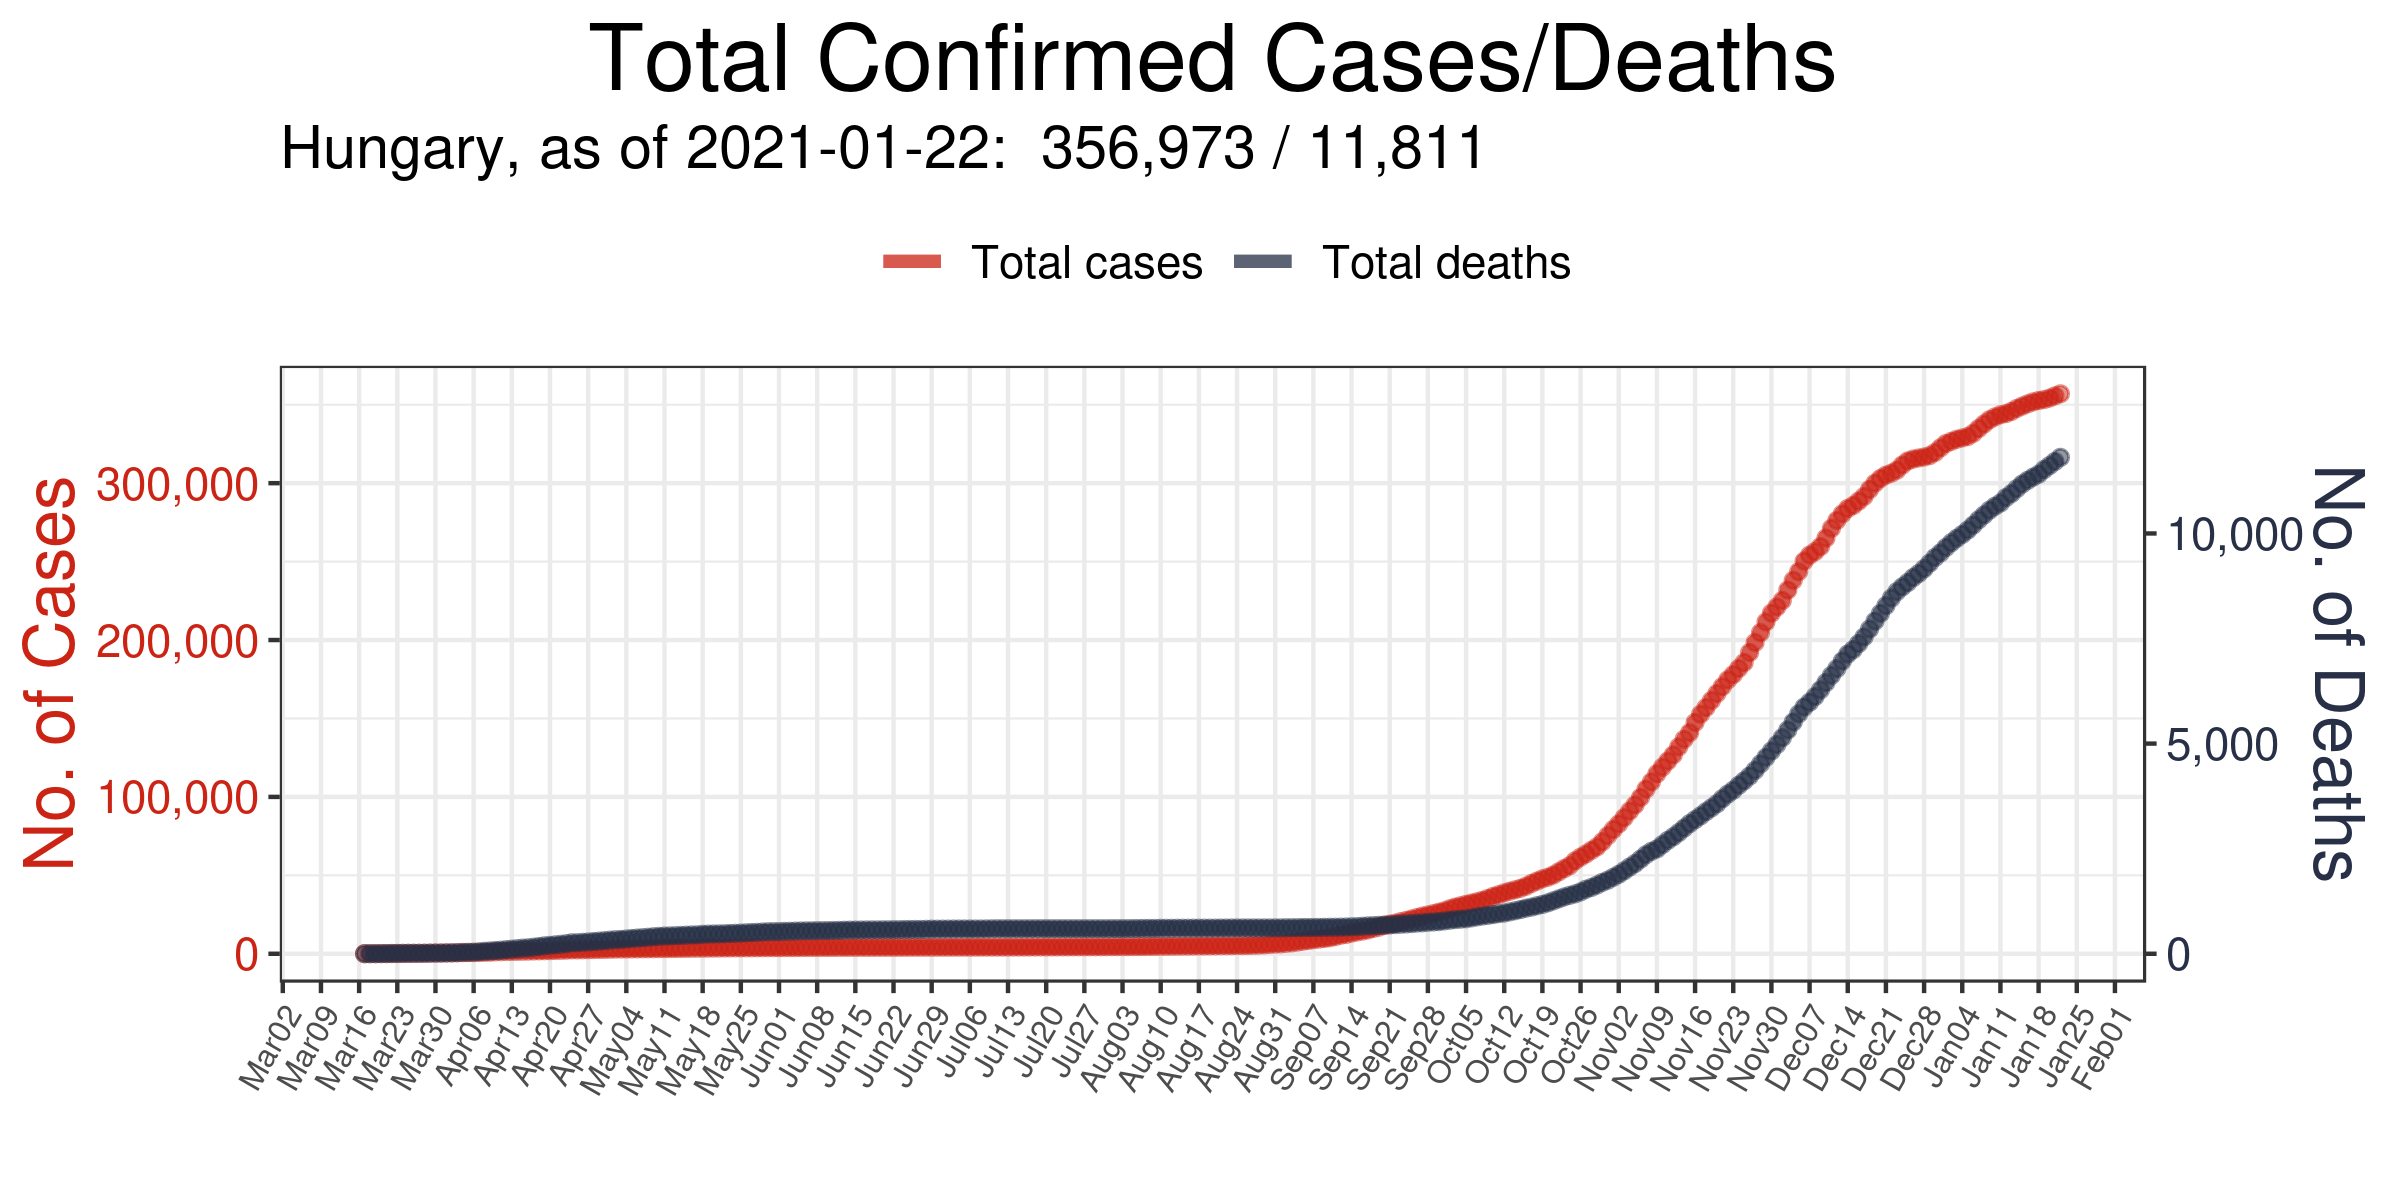 Total Confirmed Cases/Deaths
Hungary, as of 2021-01-22:  356,973 / 11,811
Total cases
Total deaths
No. of Cases
300,000
200,000
100,000
0
10,000
5,000
0
No. of Deaths
Mar02
Mar09
Mar16
Mar23
Mar30
Apr06
Apr13
Apr20
Apr27
May04
May11
May18
May25
Jun01
Jun08
Jun15
Jun22
Jun29
Jul06
Jul13
Jul20
Jul27
Aug03
Aug10
Aug17
Aug24
Aug31
Sep07
Sep14
Sep21
Sep28
Oct05
Oct12
Oct19
Oct26
Nov02
Nov09
Nov16
Nov23
Nov30
Dec07
Dec14
Dec21
Dec28
Jan04
Jan11
Jan18
Jan25
Feb01